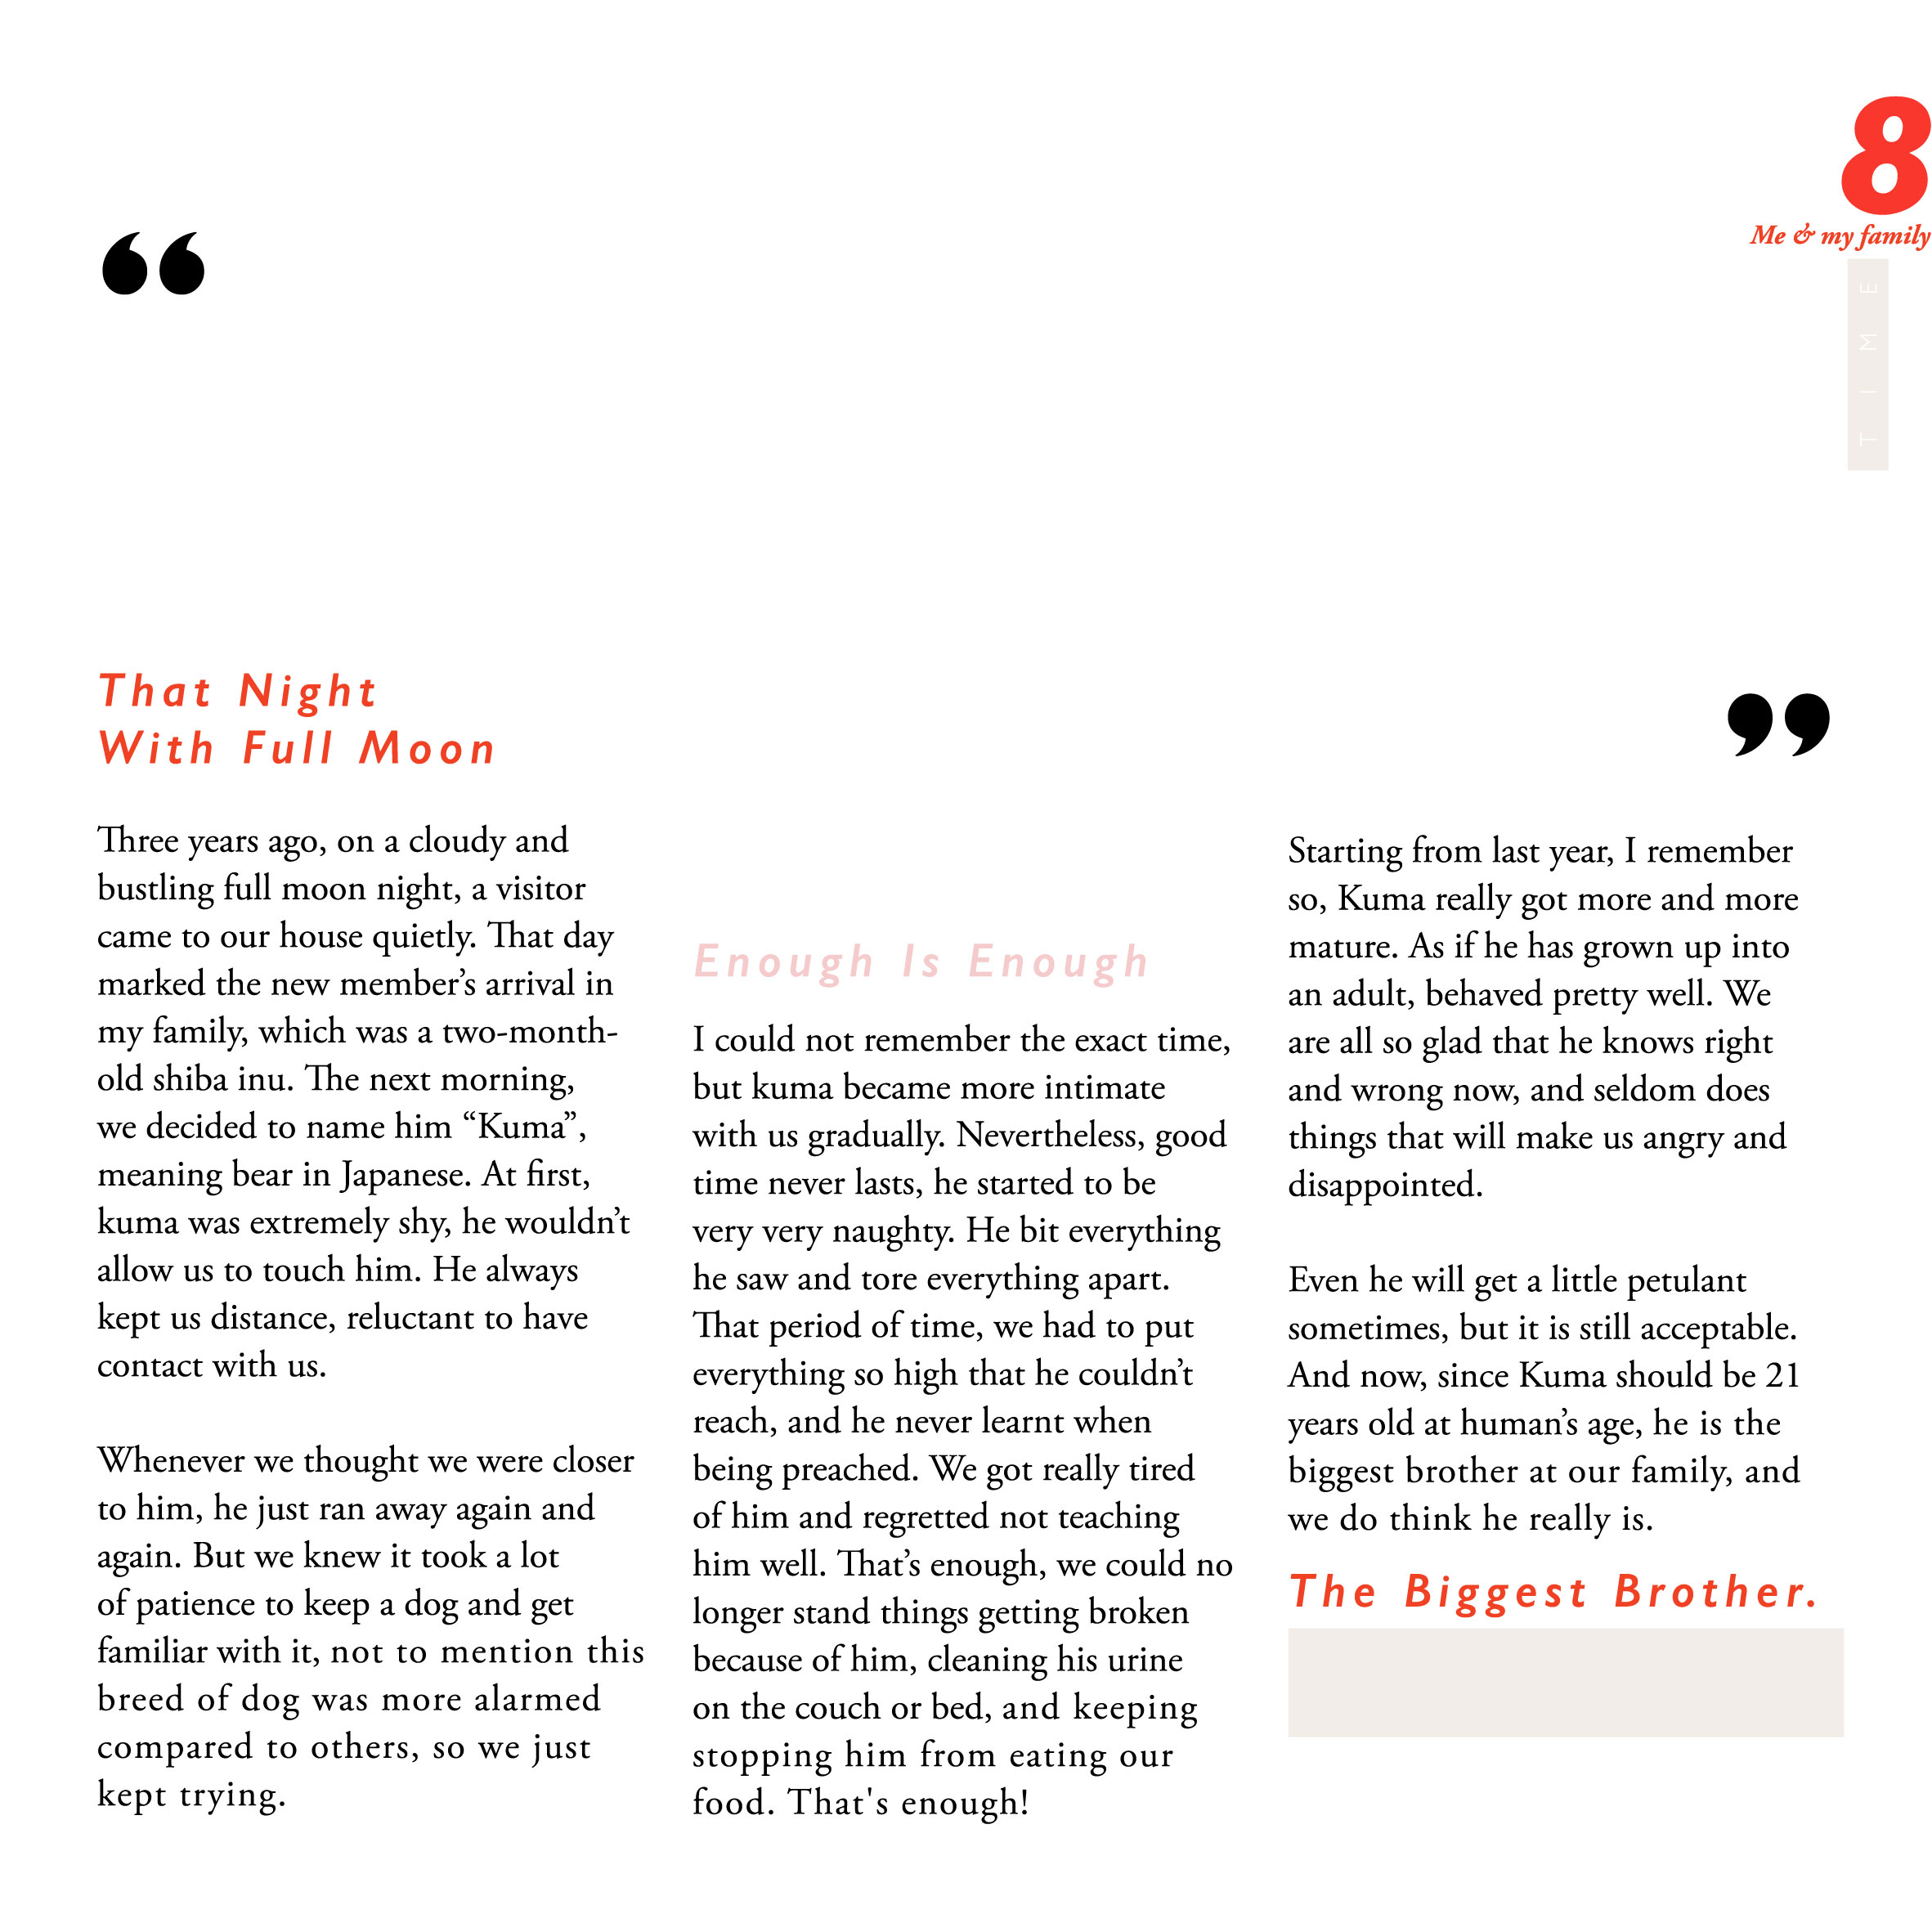 8
Me & my family
TIME
“
That Night
With Full Moon
Three years ago, on a cloudy and
bustling full moon night, a visitor
came to our house quietly. That day
marked the new member’s arrival in
my family, which was a two-month-
old shiba inu. The next morning,
we decided to name him “Kuma”,
meaning bear in Japanese. At first,
kuma was extremely shy, he wouldn’t
allow us to touch him. He always
kept us distance, reluctant to have
contact with us.
Whenever we thought we were closer
to him, he just ran away again and
again. But we knew it took a lot
of patience to keep a dog and get
familiar with it, not to mention this
breed of dog was more alarmed
compared to others, so we just
kept trying.
Enough Is Enough
I could not remember the exact time,
but kuma became more intimate
with us gradually. Nevertheless, good
time never lasts, he started to be
very very naughty. He bit everything
he saw and tore everything apart.
That period of time, we had to put
everything so high that he couldn’t
reach, and he never learnt when
being preached. We got really tired
of him and regretted not teaching
him well. That’s enough, we could no
longer stand things getting broken
because of him, cleaning his urine
on the couch or bed, and keeping
stopping him from eating our
food. That's enough!
”
Starting from last year, I remember
so, Kuma really got more and more
mature. As if he has grown up into
an adult, behaved pretty well. We
are all so glad that he knows right
and wrong now, and seldom does
things that will make us angry and
disappointed.
Even he will get a little petulant
sometimes, but it is still acceptable.
And now, since Kuma should be 21
years old at human’s age, he is the
biggest brother at our family, and
we do think he really is.
The Biggest Brother.